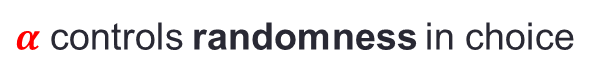 α controls randomness in choice